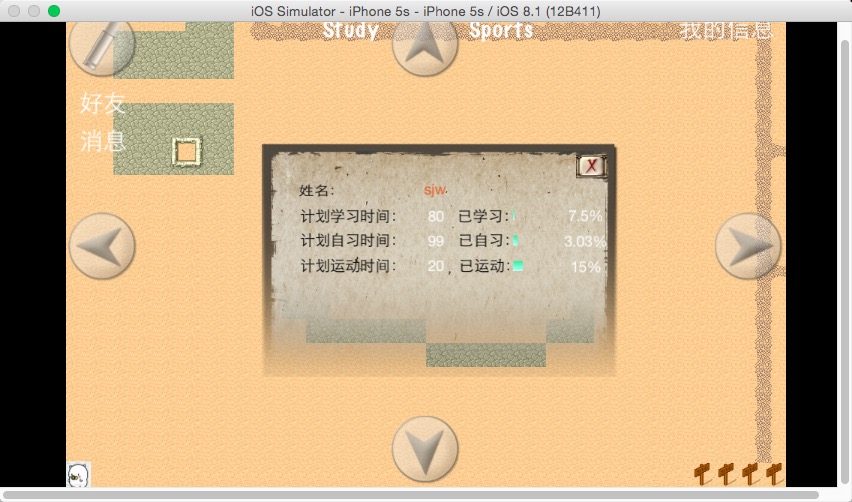 iOS Simulator - iPhone 5s - iPhone 5s / iOS 8.1 (12B411)
Study Sports 我的信息
好友
消息
X
姓名: sjw
计划学习时间: 80 已学习: 7.5%
计划自习时间: 99 已自习: 3.03%
计划运动时间: 20 已运动: 15%